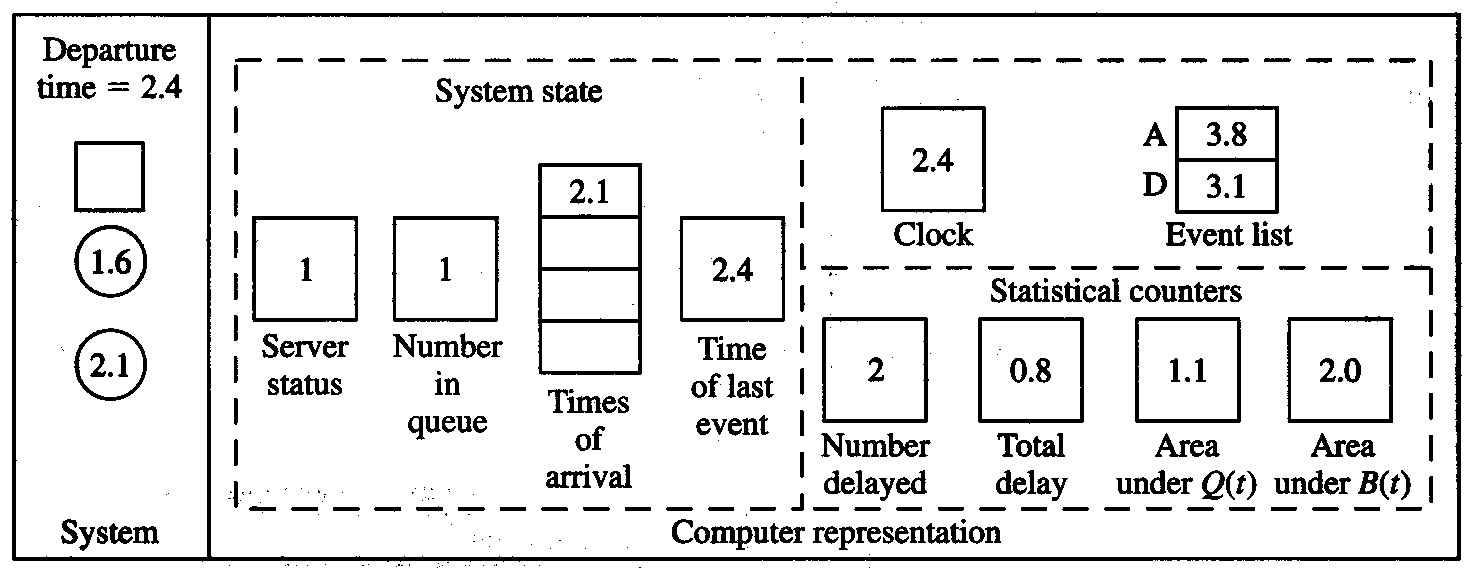 Departure
time = 2.4
1.6
2.1
System
System state
1
Server
status
1
Number
in
queue
2.1
Times
of
arrival
2.4
Time
of last
event
2.4
Clock
A 3.8
D 3.1
Event list
Statistical counters
2
Number
delayed
0.8
Total
delay
1.1
Area
under Q(t)
2.0
Area
under B(t)
Computer representation